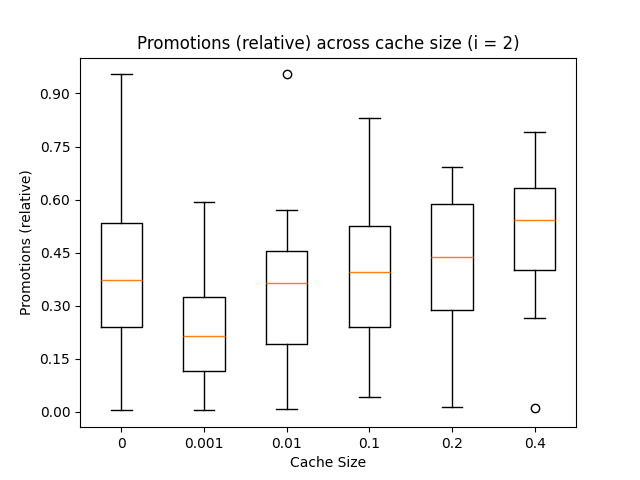 Promotions (relative) across cache size (i = 2)
Promotions (relative)
0.90
0.75
0.60
0.45
0.30
0.15
0.00
0 0.001 0.01 0.1 0.2 0.4
Cache Size